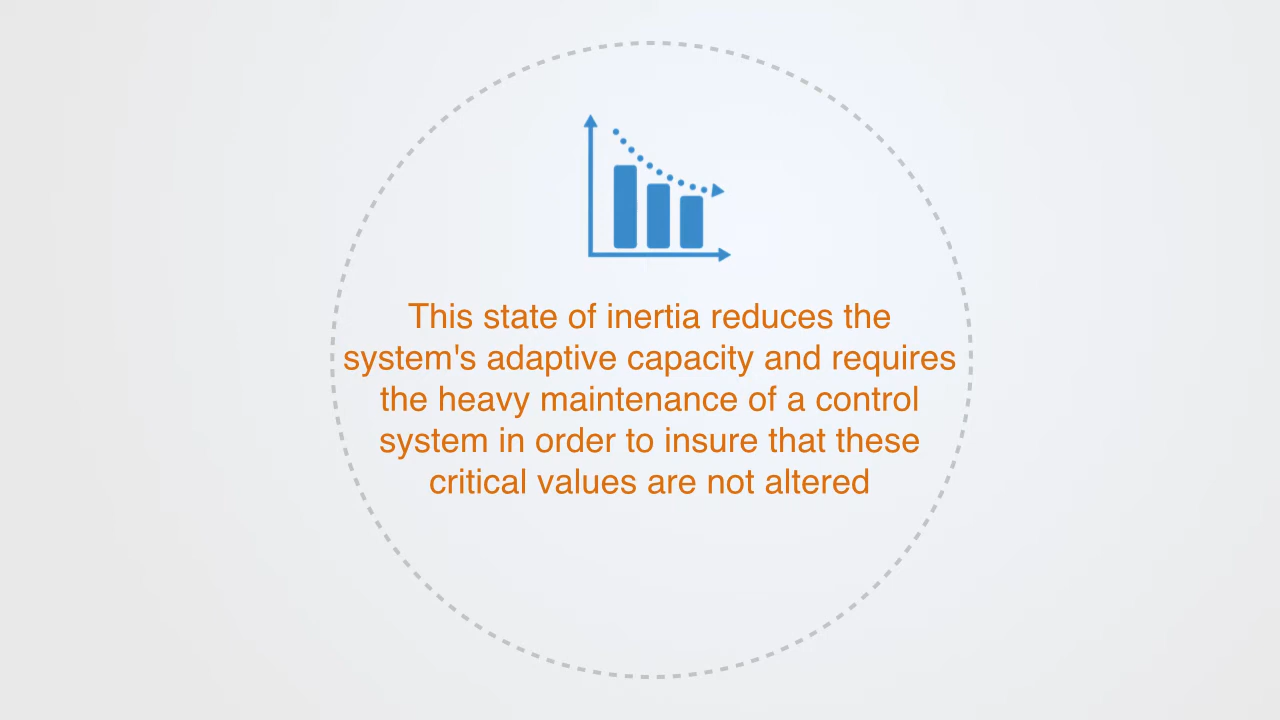 This state of inertia reduces the
system's adaptive capacity and requires
the heavy maintenance of a control
system in order to insure that these
critical values are not altered